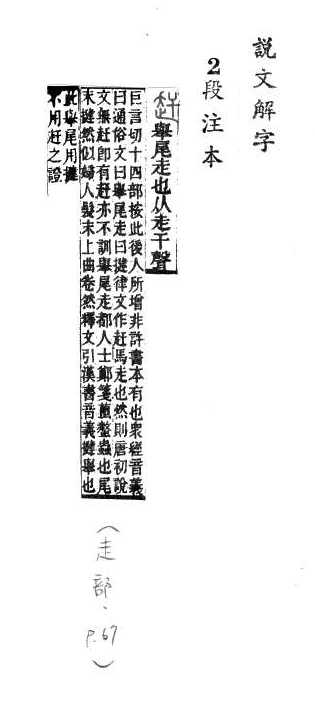 說文解字
2段注本
赶 舉尾走也从走干聲
巨言切十四部按此後人所增非許書本有也眾經音義
曰通俗文曰舉尾走曰揵律文作赶馬走也然則唐初說
文無赶卽有赶亦不訓舉尾走都人士鄭箋蠆螫蟲也尾
末揵然似婦人髮末上曲卷然釋文引漢書音義揵舉也
此舉尾用揵
不用赶之證
(走部、
P.67)